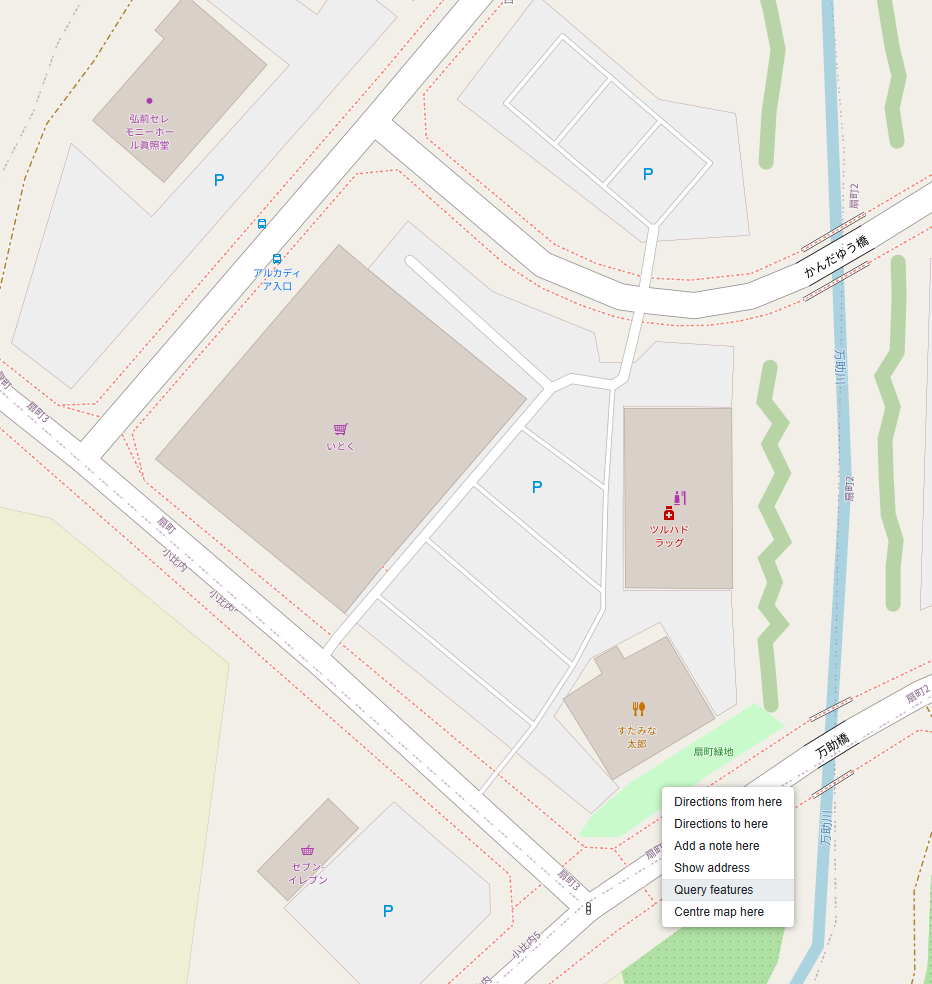 弘前セレ
モニーホー
ル眞照堂
P
P
扇町2
かんだゆう橋
アルカディ
ア入口
万助川
扇町3
いとく
P
扇町2
ツルハド
ラッグ
扇町
小比内
小比内
すたみな
太郎
扇町2
扇町緑地
万助橋
Directions from here
Directions to here
Add a note here
Show address
Query features
Centre map here
万助川
セブン-
イレブン
扇町3
P
小比内5